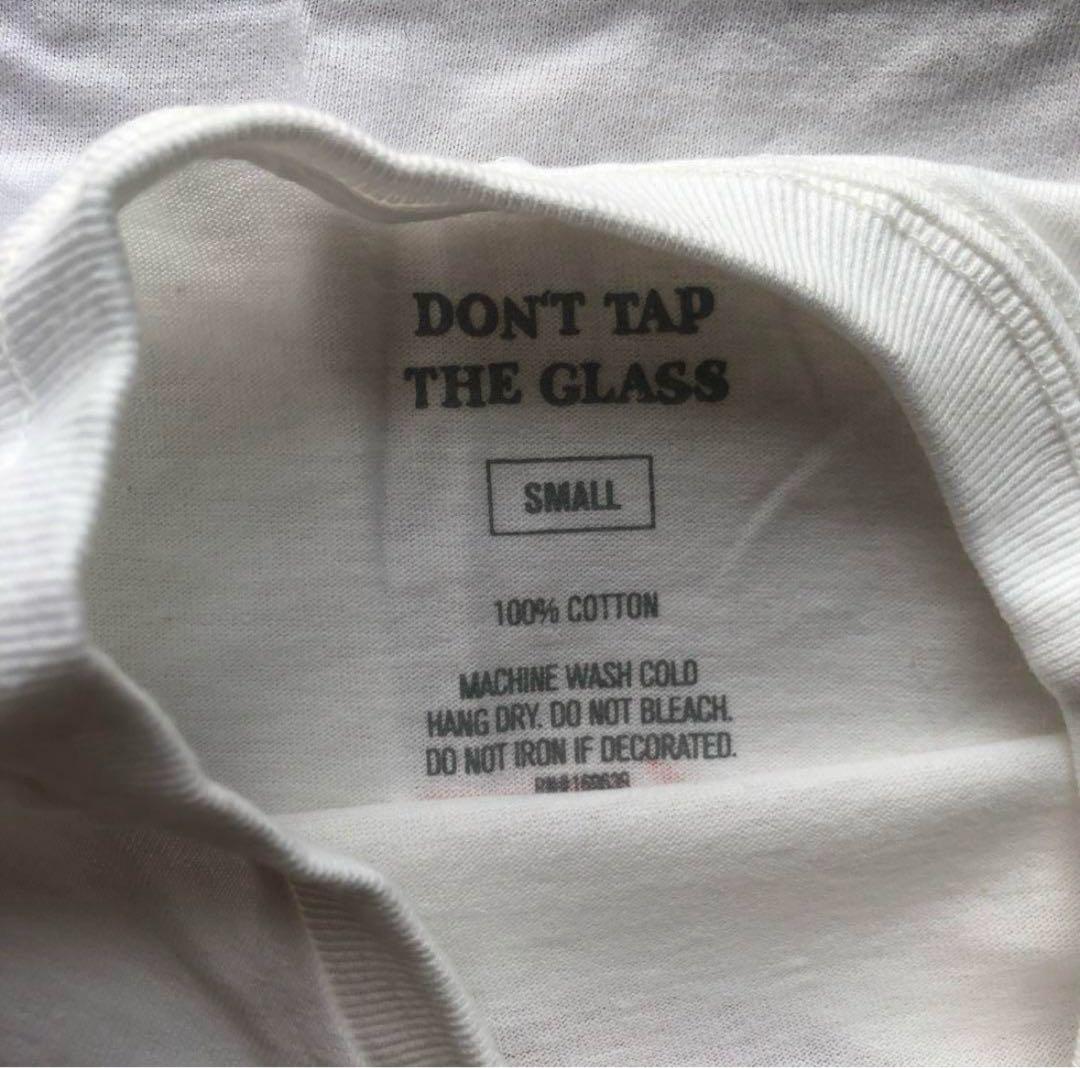 DON'T TAP
THE GLASS
SMALL
100% COTTON
MACHINE WASH COLD
HANG DRY. DO NOT BLEACH.
DO NOT IRON IF DECORATED.